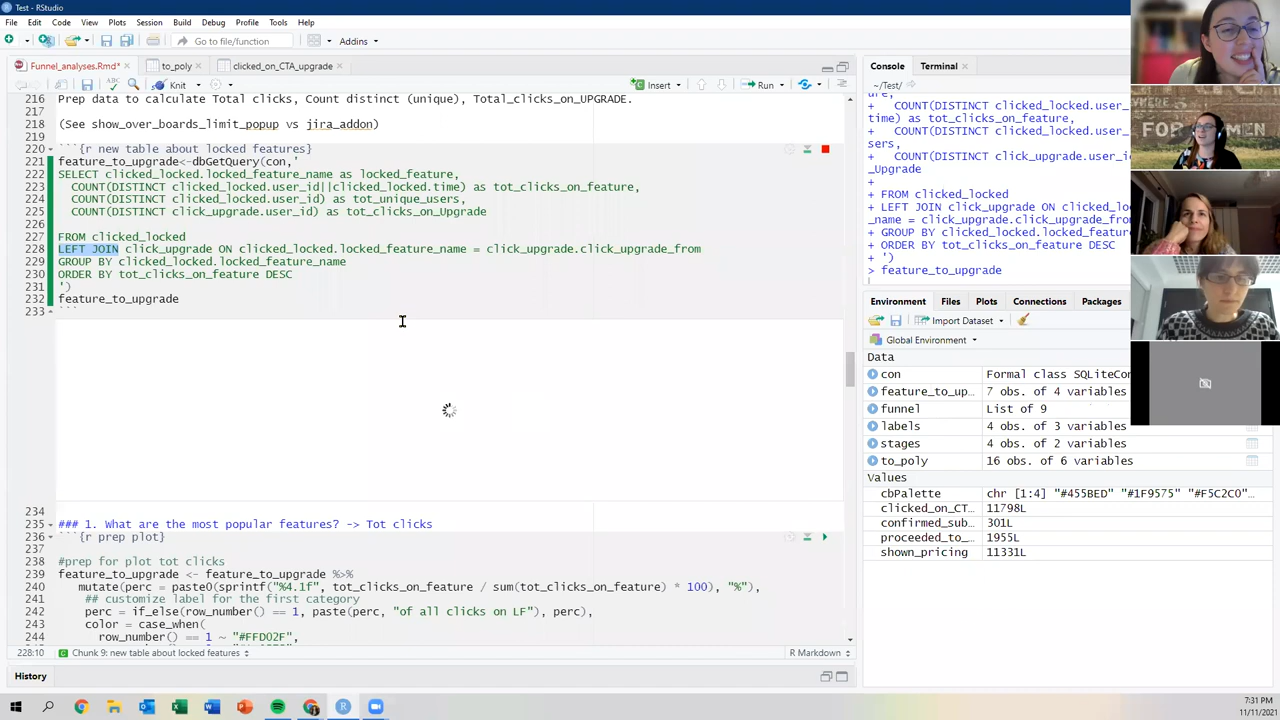 Test - RStudio
File Edit Code View Plots Session Build Debug Profile Tools Help
Go to file/function Addins
Funnel_analyses.Rmd* to_poly clicked_on_CTA_upgrade
ABC Knit Insert Run
216 Prep data to calculate Total clicks, Count distinct (unique), Total_clicks_on_UPGRADE.
217
218 (See show_over_boards_limit_popup vs jira_addon)
219
220 ```{r new table about locked features}
221 feature_to_upgrade<-dbGetQuery(con,'
222 SELECT clicked_locked.locked_feature_name as locked_feature,
223 COUNT(DISTINCT clicked_locked.user_id||clicked_locked.time) as tot_clicks_on_feature,
224 COUNT(DISTINCT clicked_locked.user_id) as tot_unique_users,
225 COUNT(DISTINCT click_upgrade.user_id) as tot_clicks_on_Upgrade
226
227 FROM clicked_locked
228 LEFT JOIN click_upgrade ON clicked_locked.locked_feature_name = click_upgrade.click_upgrade_from
229 GROUP BY clicked_locked.locked_feature_name
230 ORDER BY tot_clicks_on_feature DESC
231 ')
232 feature_to_upgrade
233 ```
234
235 ### 1. What are the most popular features? -> Tot clicks
236 ```{r prep plot}
237
238 #prep for plot tot clicks
239 feature_to_upgrade <- feature_to_upgrade %>%
240 mutate(perc = paste0(sprintf("%4.1f", tot_clicks_on_feature / sum(tot_clicks_on_feature) * 100), "%"),
241 ## customize label for the first category
242 perc = if_else(row_number() == 1, paste(perc, "of all clicks on LF"), perc),
243 color = case_when(
244 row_number() == 1 ~ "#FFD02F",
228:10 Chunk 9: new table about locked features R Markdown
History
Console Terminal
~/Test/
ure,
+ COUNT(DISTINCT clicked_locked.user_
time) as tot_clicks_on_feature,
+ COUNT(DISTINCT clicked_locked.user_
sers,
+ COUNT(DISTINCT click_upgrade.user_i
_Upgrade
+
+ FROM clicked_locked
+ LEFT JOIN click_upgrade ON clicked_lo
_name = click_upgrade.click_upgrade_fro
+ GROUP BY clicked_locked.locked_featur
+ ORDER BY tot_clicks_on_feature DESC
+ ')
> feature_to_upgrade
Environment Files Plots Connections Packages
Import Dataset
Global Environment
Data
con Formal class SQLiteCon
feature_to_up… 7 obs. of 4 variables
funnel List of 9
labels 4 obs. of 3 variables
stages 4 obs. of 2 variables
to_poly 16 obs. of 6 variables
Values
cbPalette chr [1:4] "#455BED" "#1F9575" "#F5C2C0"…
clicked_on_CT… 11798L
confirmed_sub… 301L
proceeded_to_… 1955L
shown_pricing 11331L
7:31 PM
11/11/2021